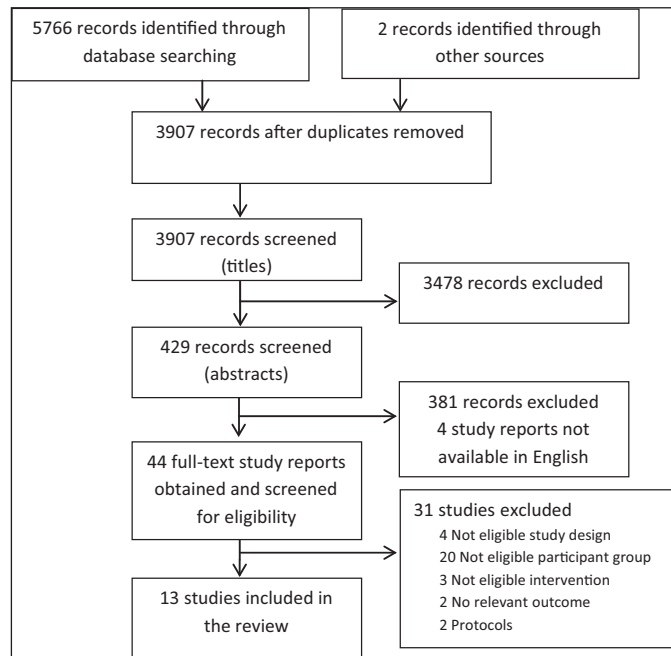 5766 records identified through
database searching
2 records identified through
other sources
3907 records after duplicates removed
3907 records screened
(titles)
3478 records excluded
429 records screened
(abstracts)
381 records excluded
4 study reports not
available in English
44 full-text study reports
obtained and screened
for eligibility
31 studies excluded
4 Not eligible study design
20 Not eligible participant group
3 Not eligible intervention
2 No relevant outcome
2 Protocols
13 studies included in
the review